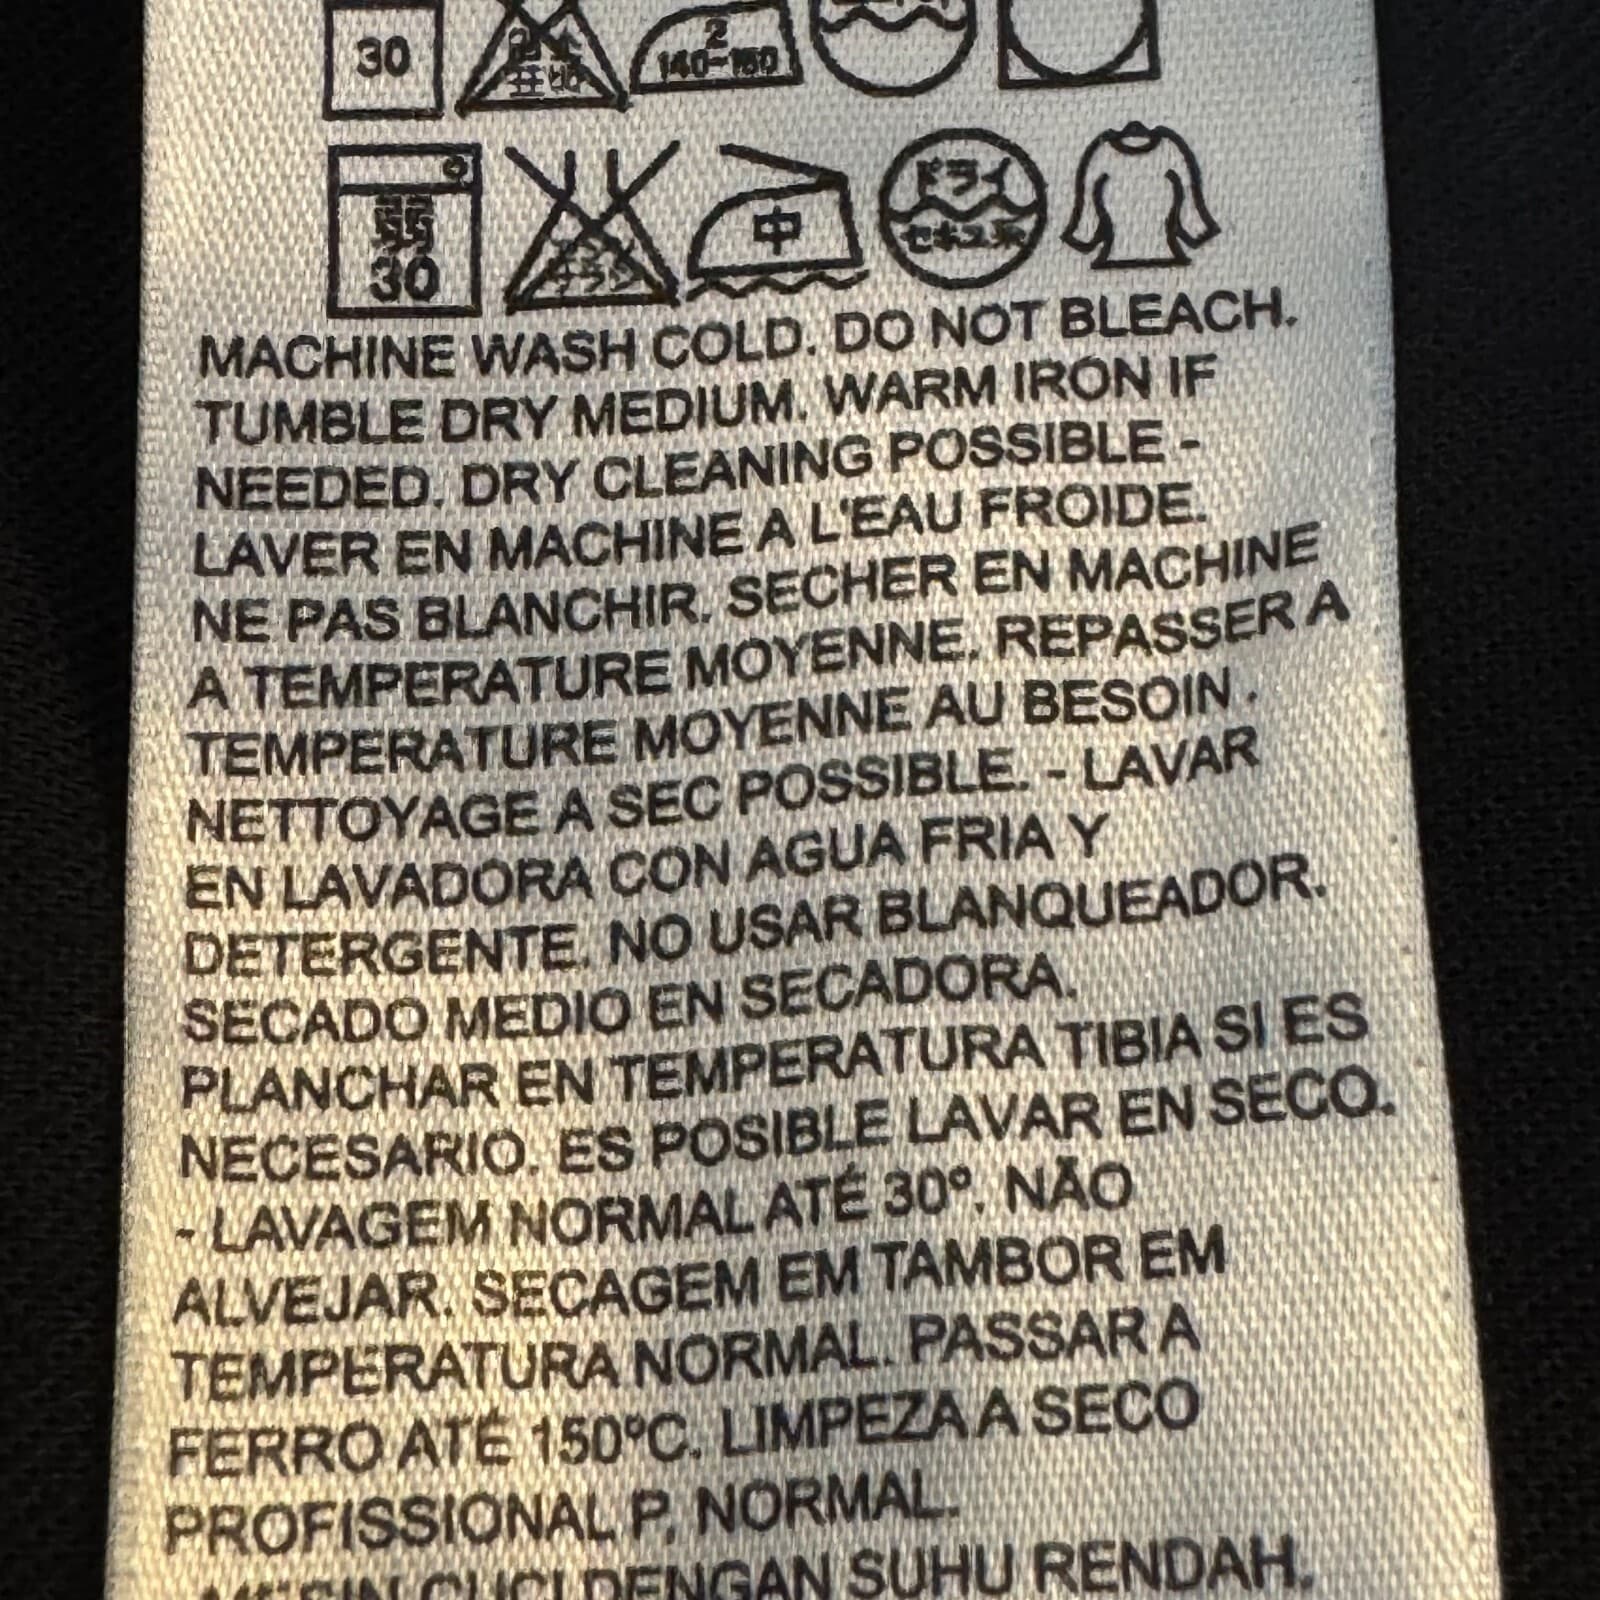 30
2
140~160
30
中
ドライ
MACHINE WASH COLD. DO NOT BLEACH.
TUMBLE DRY MEDIUM. WARM IRON IF
NEEDED. DRY CLEANING POSSIBLE -
LAVER EN MACHINE A L'EAU FROIDE.
NE PAS BLANCHIR. SECHER EN MACHINE
A TEMPERATURE MOYENNE. REPASSER A
TEMPERATURE MOYENNE AU BESOIN.
NETTOYAGE A SEC POSSIBLE. - LAVAR
EN LAVADORA CON AGUA FRIA Y
DETERGENTE. NO USAR BLANQUEADOR.
SECADO MEDIO EN SECADORA.
PLANCHAR EN TEMPERATURA TIBIA SI ES
NECESARIO. ES POSIBLE LAVAR EN SECO.
- LAVAGEM NORMAL ATÉ 30º. NÃO
ALVEJAR. SECAGEM EM TAMBOR EM
TEMPERATURA NORMAL. PASSAR A
FERRO ATÉ 150ºC. LIMPEZA A SECO
PROFISSIONAL P, NORMAL.
CUCI DENGAN SUHU RENDAH.